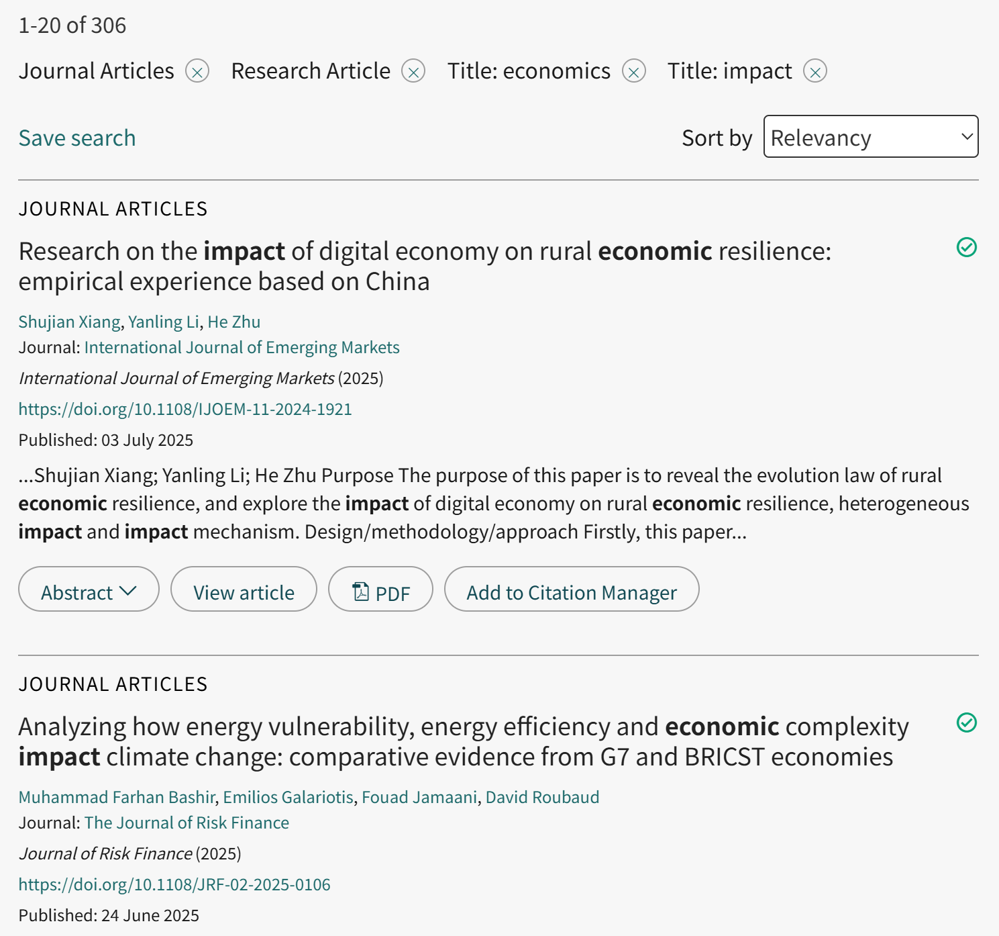 1-20 of 306
Journal Articles Research Article Title: economics Title: impact
Save search Sort by Relevancy
JOURNAL ARTICLES
Research on the impact of digital economy on rural economic resilience:
empirical experience based on China
Shujian Xiang, Yanling Li, He Zhu
Journal: International Journal of Emerging Markets
International Journal of Emerging Markets (2025)
https://doi.org/10.1108/IJOEM-11-2024-1921
Published: 03 July 2025
...Shujian Xiang; Yanling Li; He Zhu Purpose The purpose of this paper is to reveal the evolution law of rural
economic resilience, and explore the impact of digital economy on rural economic resilience, heterogeneous
impact and impact mechanism. Design/methodology/approach Firstly, this paper...
Abstract View article PDF Add to Citation Manager
JOURNAL ARTICLES
Analyzing how energy vulnerability, energy efficiency and economic complexity
impact climate change: comparative evidence from G7 and BRICST economies
Muhammad Farhan Bashir, Emilios Galariotis, Fouad Jamaani, David Roubaud
Journal: The Journal of Risk Finance
Journal of Risk Finance (2025)
https://doi.org/10.1108/JRF-02-2025-0106
Published: 24 June 2025